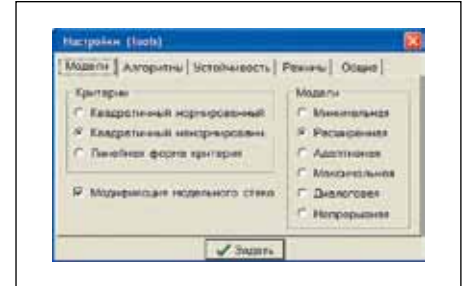 Настройки (Tools)
Модели Алгоритмы Устойчивость Режимы Общие
Критерии
Квадратичный нормированный
Квадратичный ненормирован
Линейная форма критерия
Модификация модельного стека
Модели
Минимальная
Расширенная
Адаптивная
Максимальная
Диалоговая
Непрерывная
Задать